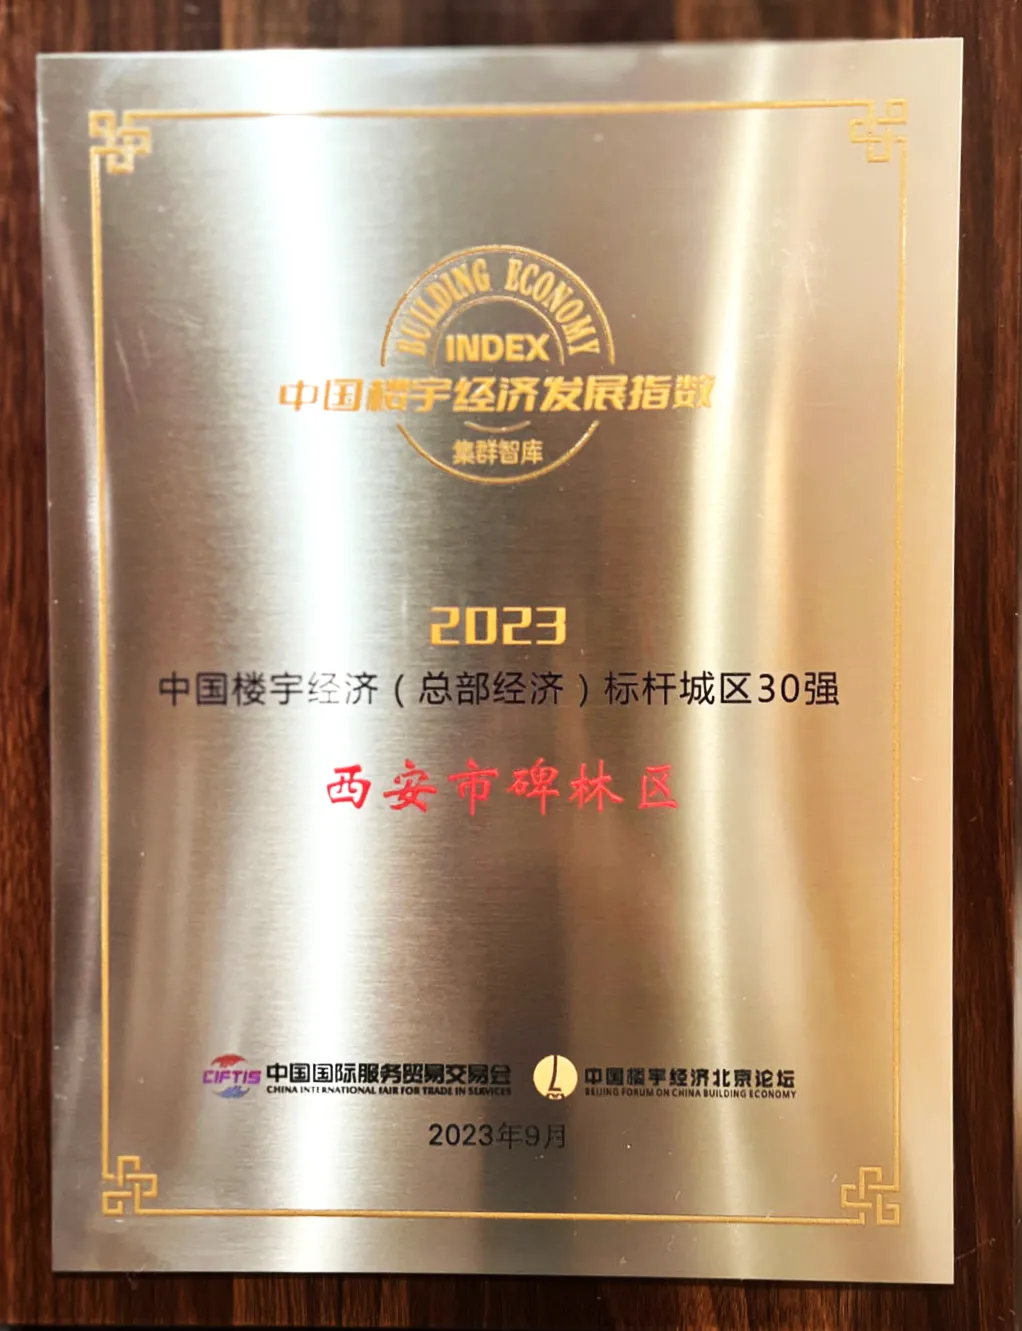 BUILDING ECONOMY
INDEX
中国楼宇经济发展指数
集群智库
2023
中国楼宇经济（总部经济）标杆城区30强
西安市碑林区
CIFTIS 中国国际服务贸易交易会
CHINA INTERNATIONAL FAIR FOR TRADE IN SERVICES
中国楼宇经济北京论坛
BEIJING FORUM ON CHINA BUILDING ECONOMY
2023年9月